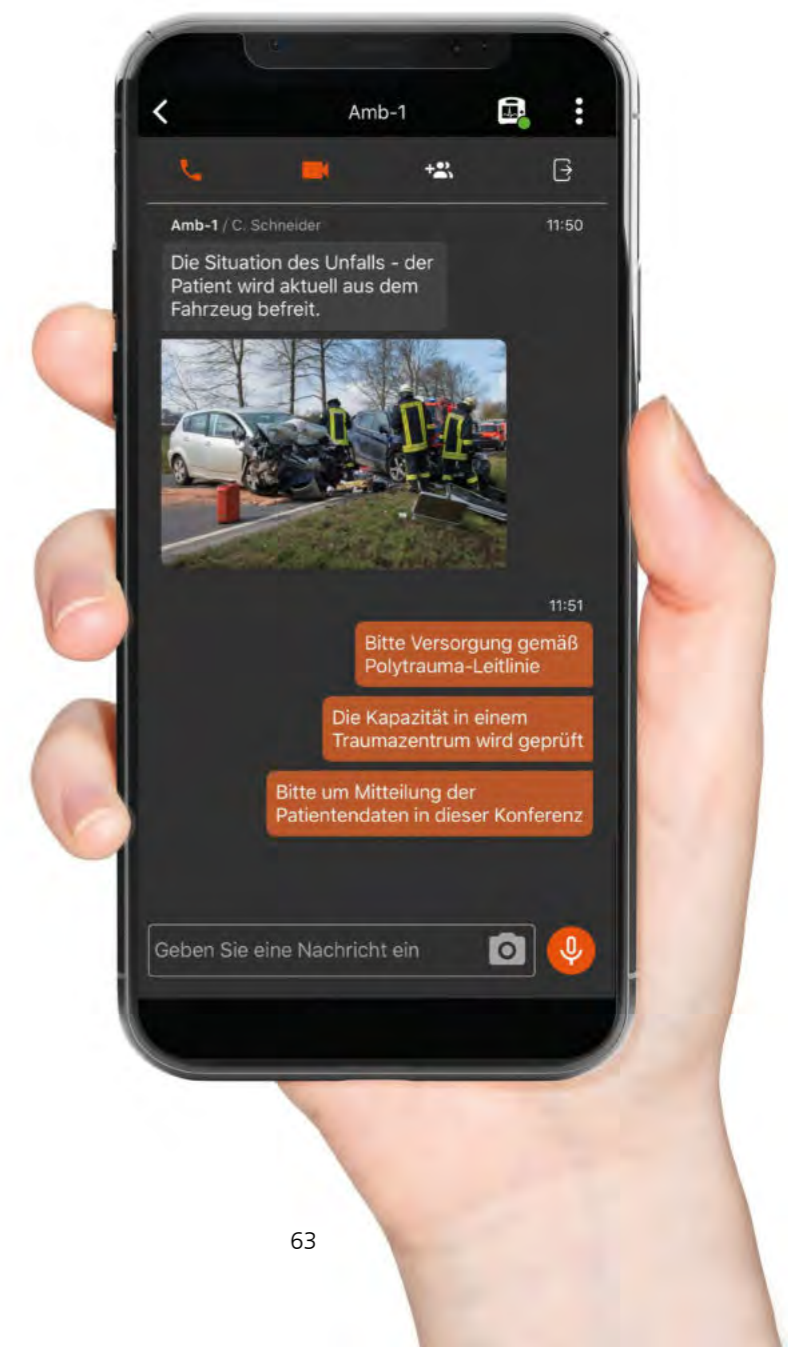 Amb-1
Amb-1 / C. Schneider
11:50
Die Situation des Unfalls - der
Patient wird aktuell aus dem
Fahrzeug befreit.
11:51
Bitte Versorgung gemäß
Polytrauma-Leitlinie
Die Kapazität in einem
Traumazentrum wird geprüft
Bitte um Mitteilung der
Patientendaten in dieser Konferenz
Geben Sie eine Nachricht ein
63